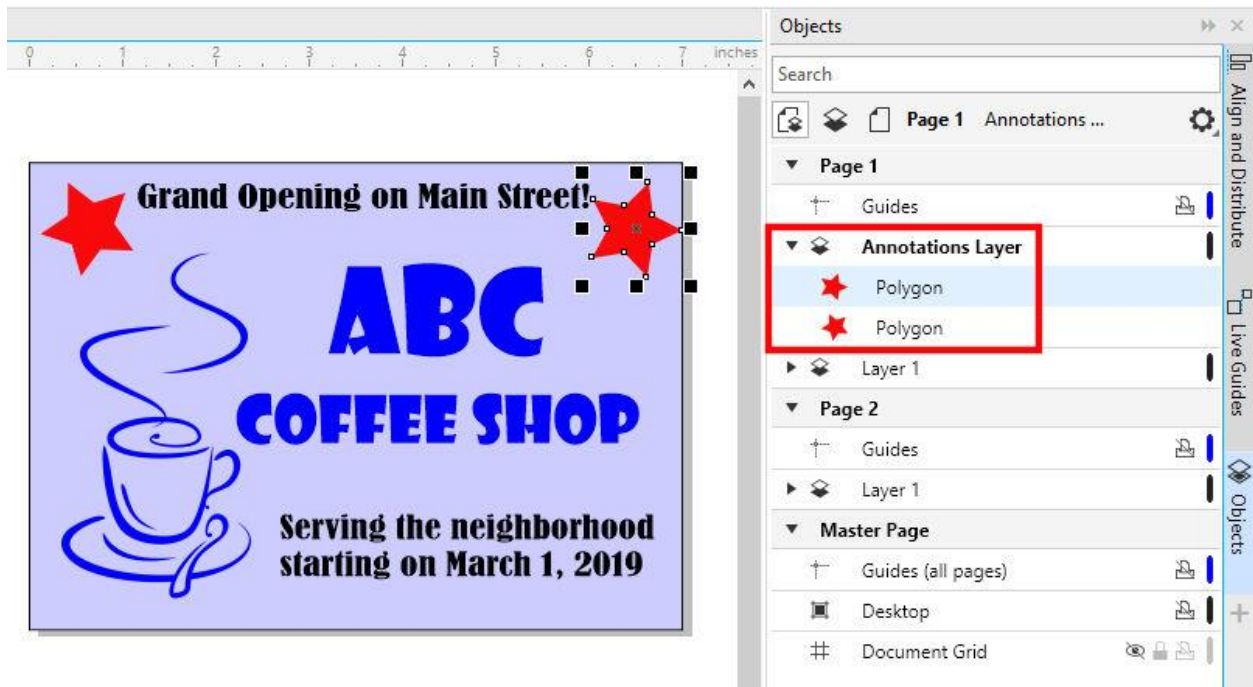 Objects
0 1 2 3 4 5 6 7 inches
Search
Page 1 Annotations ...
Page 1
Guides
Annotations Layer
Polygon
Polygon
Layer 1
Page 2
Guides
Layer 1
Master Page
Guides (all pages)
Desktop
Document Grid
Grand Opening on Main Street!
ABC
COFFEE SHOP
Serving the neighborhood
starting on March 1, 2019
Align and Distribute
Live Guides
Objects